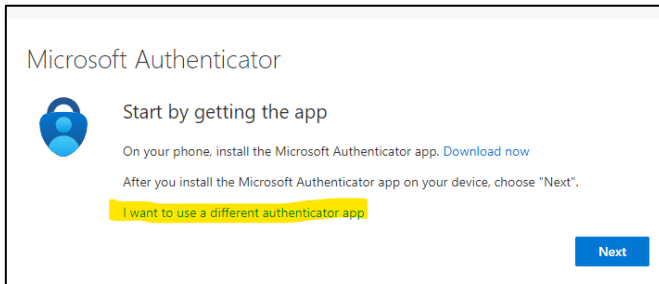 Microsoft Authenticator
Start by getting the app
On your phone, install the Microsoft Authenticator app. Download now
After you install the Microsoft Authenticator app on your device, choose "Next".
I want to use a different authenticator app
Next